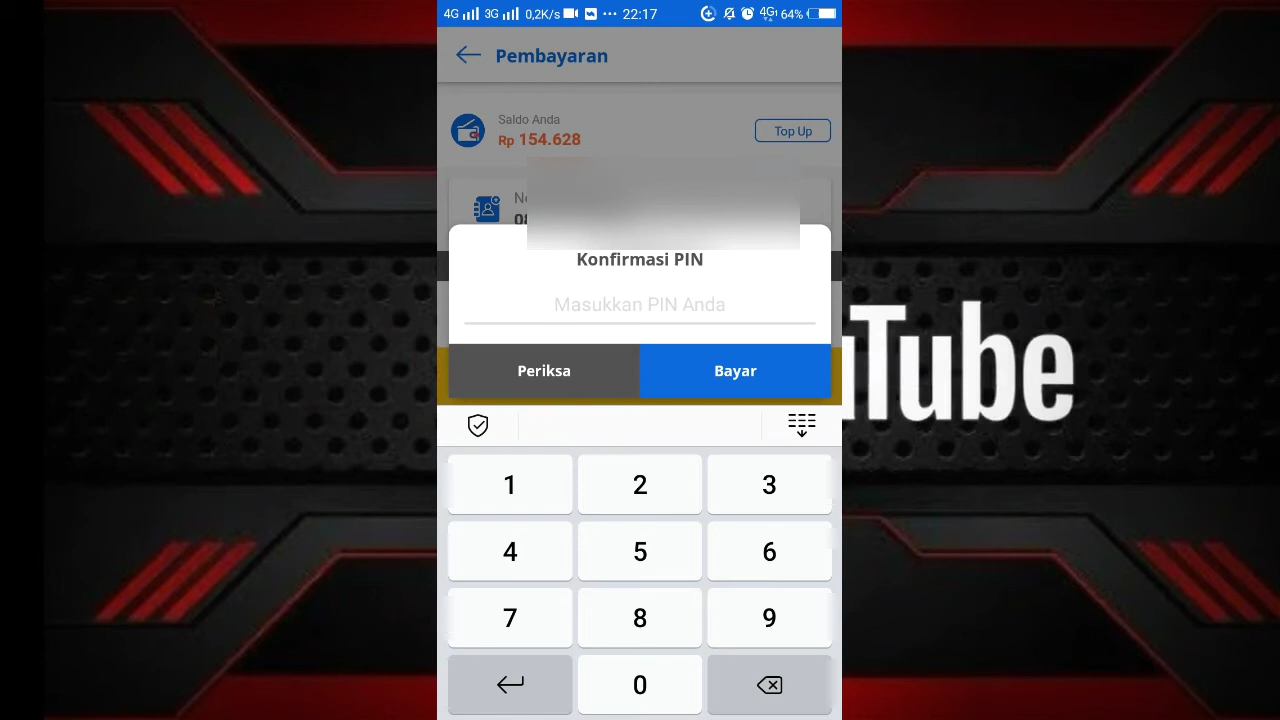 4G 3G 0,2K/s ••• 22:17 4G 64%
Pembayaran
Saldo Anda
Rp 154.628
Top Up
Konfirmasi PIN
Masukkan PIN Anda
Periksa
Bayar
Tube
1 2 3
4 5 6
7 8 9
0